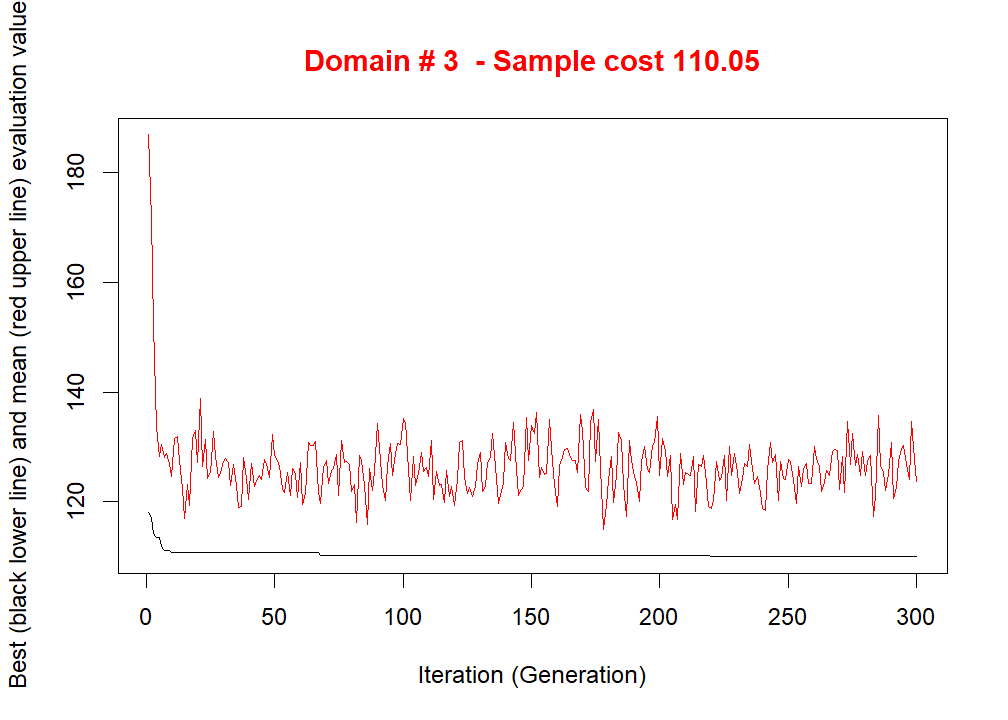 Domain # 3  - Sample cost 110.05
Best (black lower line) and mean (red upper line) evaluation value
180
160
140
120
0 50 100 150 200 250 300
Iteration (Generation)